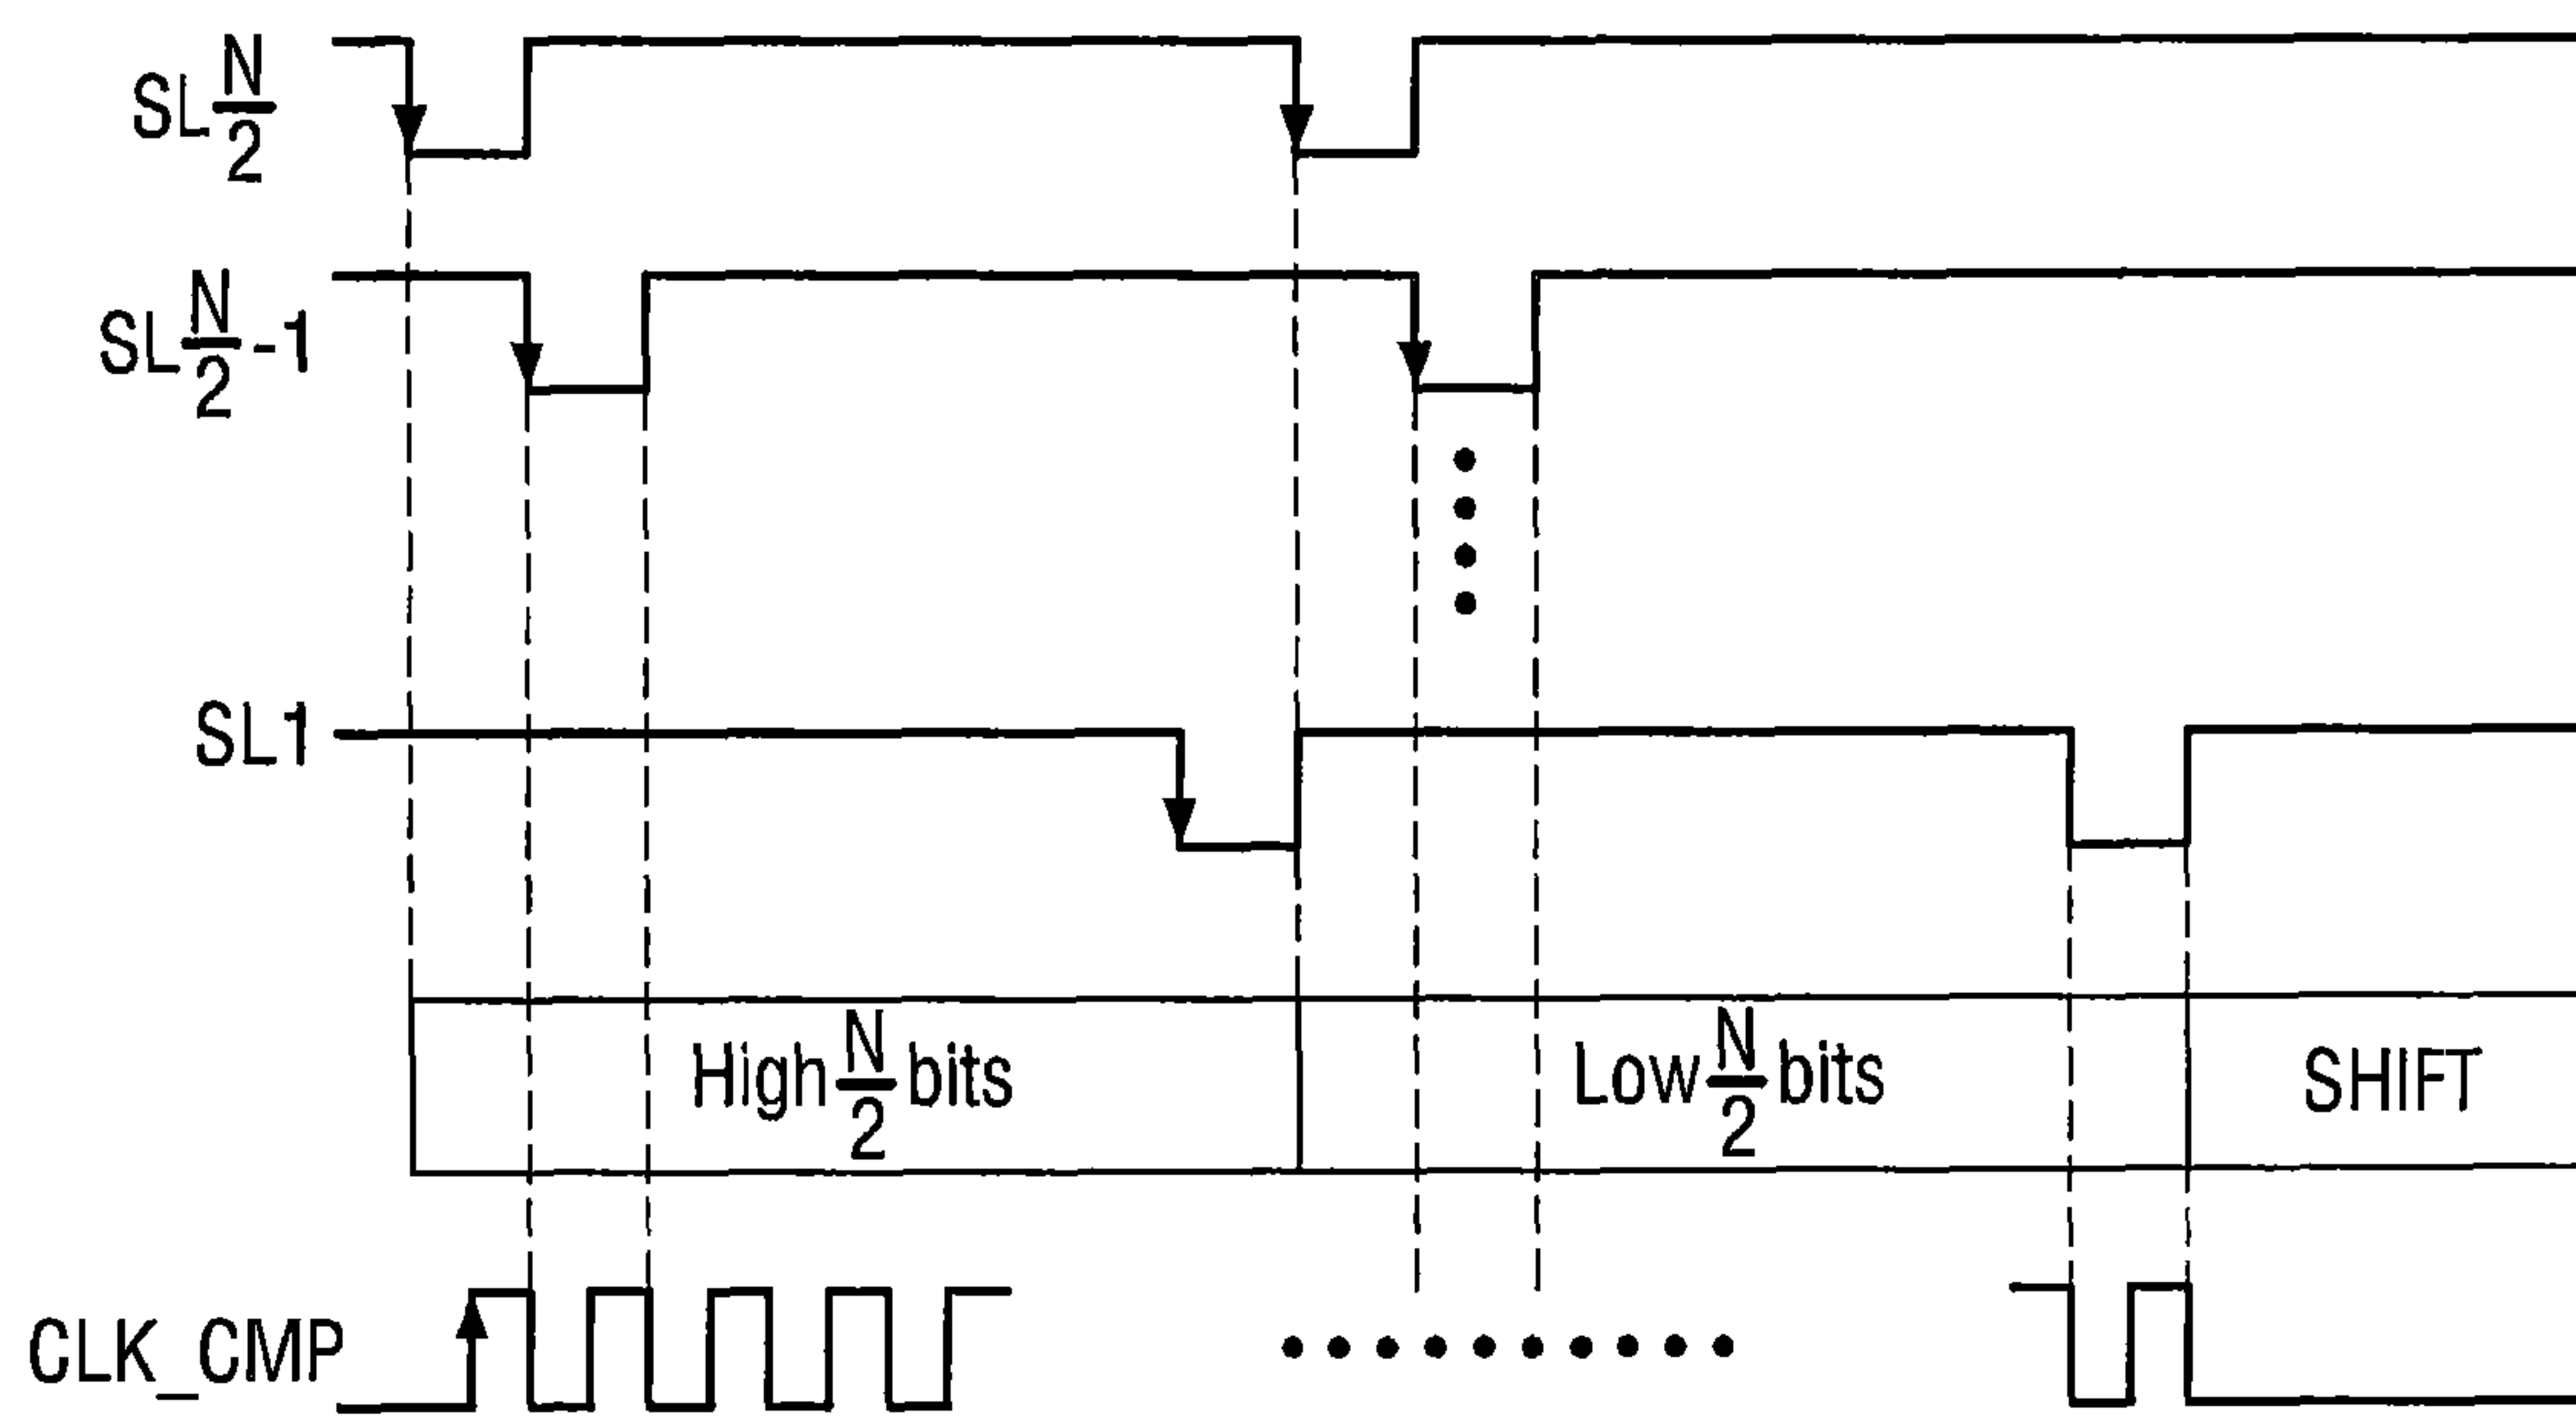 SL N/2
SL N/2 -1
SL1
High N/2 bits
Low N/2 bits
SHIFT
CLK_CMP